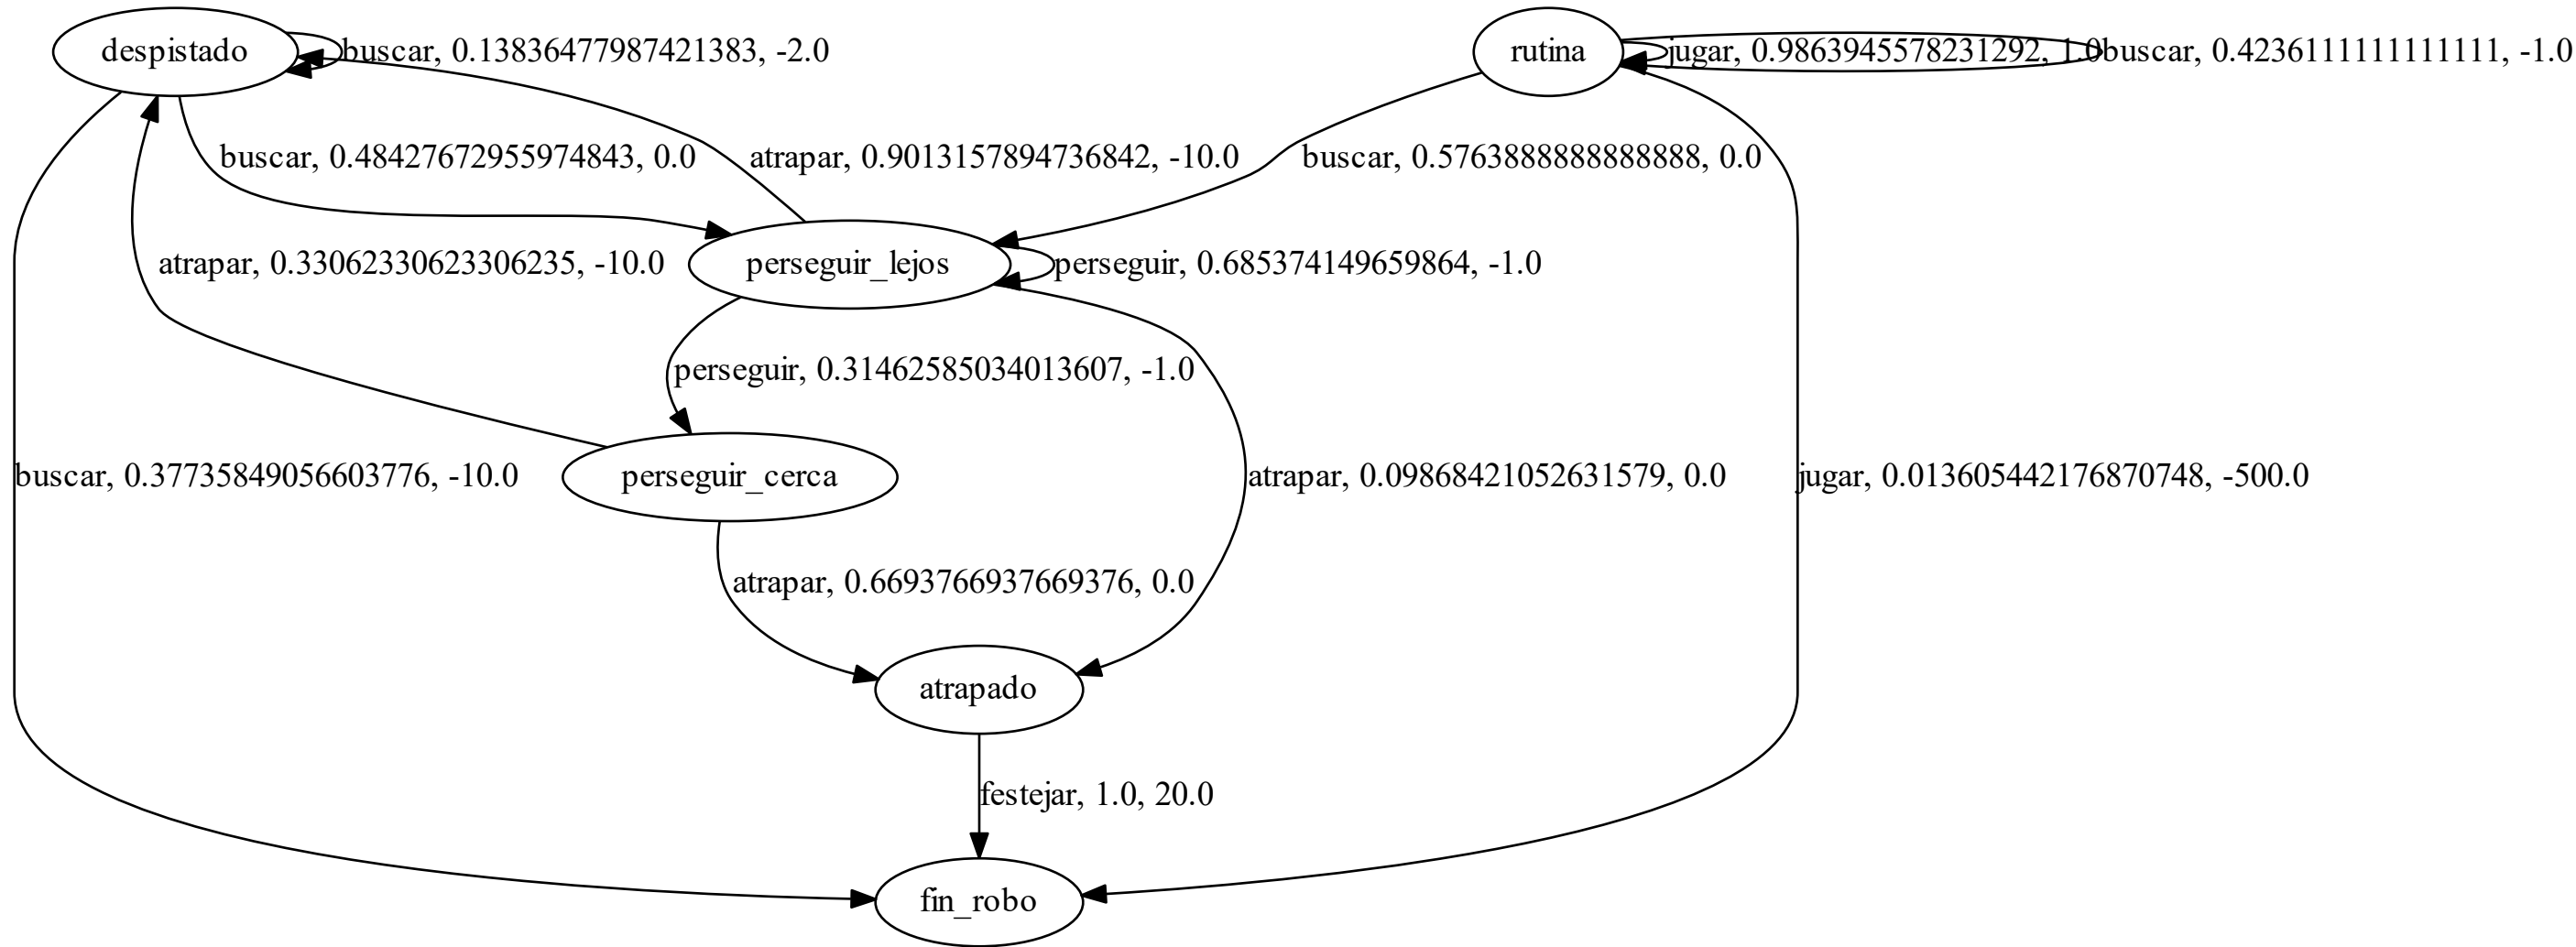 despistado
buscar, 0.13836477987421383, -2.0
rutina
jugar, 0.9863945578231292, 1.0
buscar, 0.4236111111111111, -1.0
buscar, 0.48427672955974843, 0.0
atrapar, 0.9013157894736842, -10.0
buscar, 0.5763888888888888, 0.0
atrapar, 0.33062330623306235, -10.0
perseguir_lejos
perseguir, 0.685374149659864, -1.0
perseguir, 0.31462585034013607, -1.0
buscar, 0.37735849056603776, -10.0
perseguir_cerca
atrapar, 0.09868421052631579, 0.0
jugar, 0.013605442176870748, -500.0
atrapar, 0.6693766937669376, 0.0
atrapado
festejar, 1.0, 20.0
fin_robo